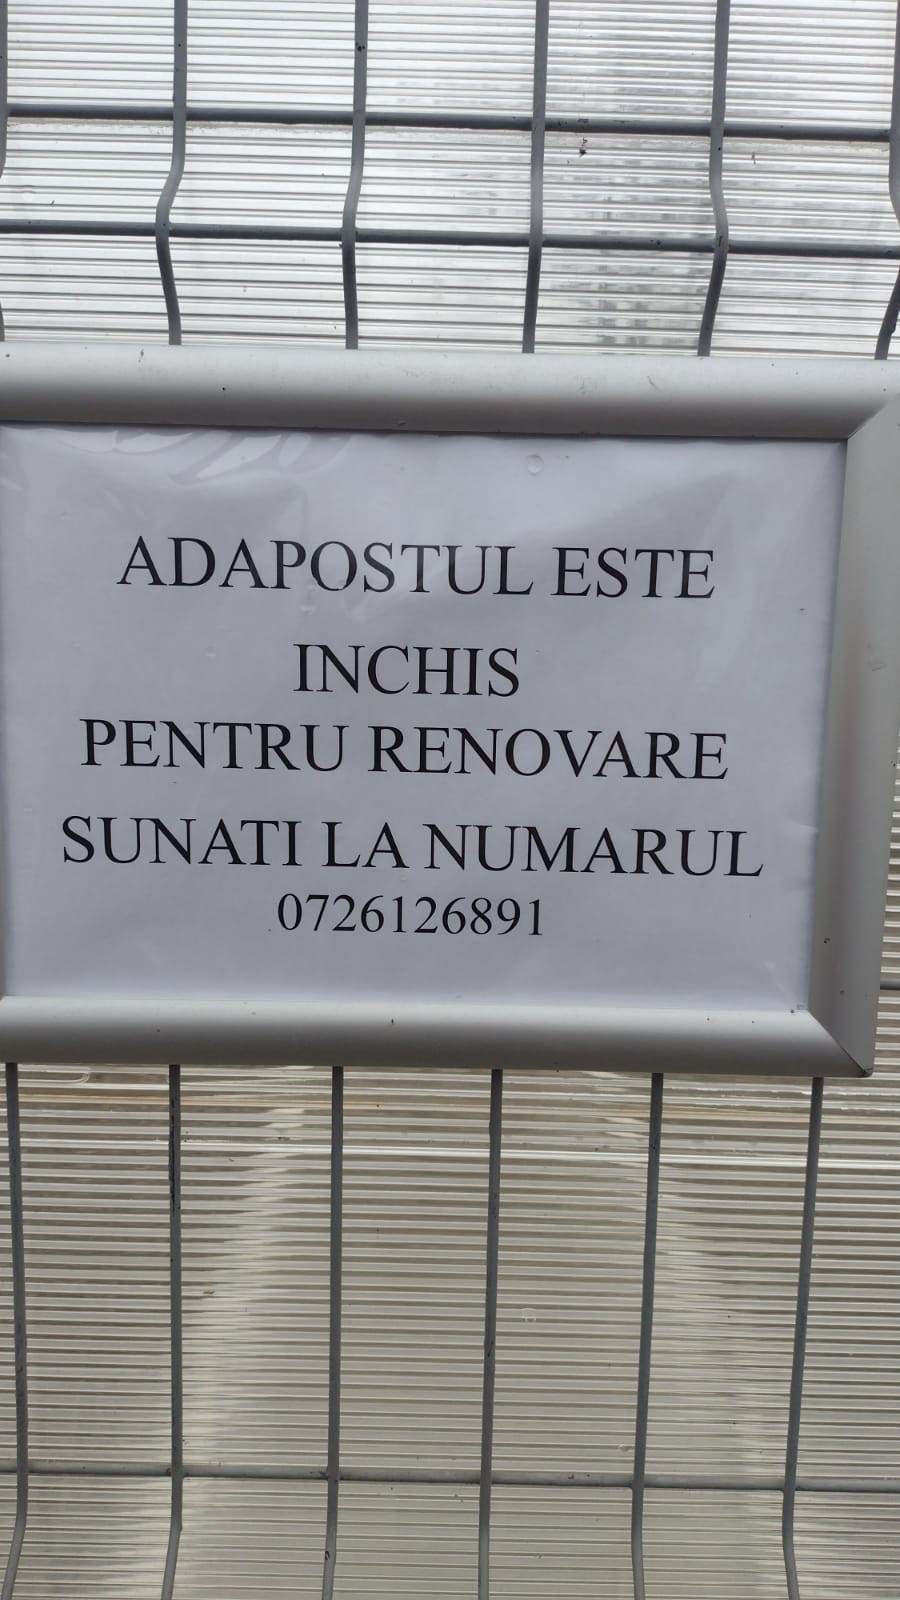 ADAPOSTUL ESTE
INCHIS
PENTRU RENOVARE
SUNATI LA NUMARUL
0726126891